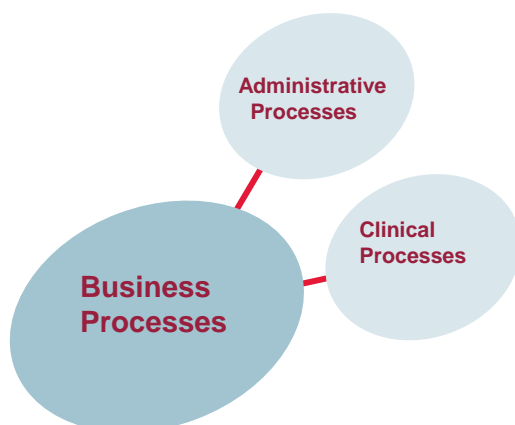 Administrative
Processes
Clinical
Processes
Business
Processes